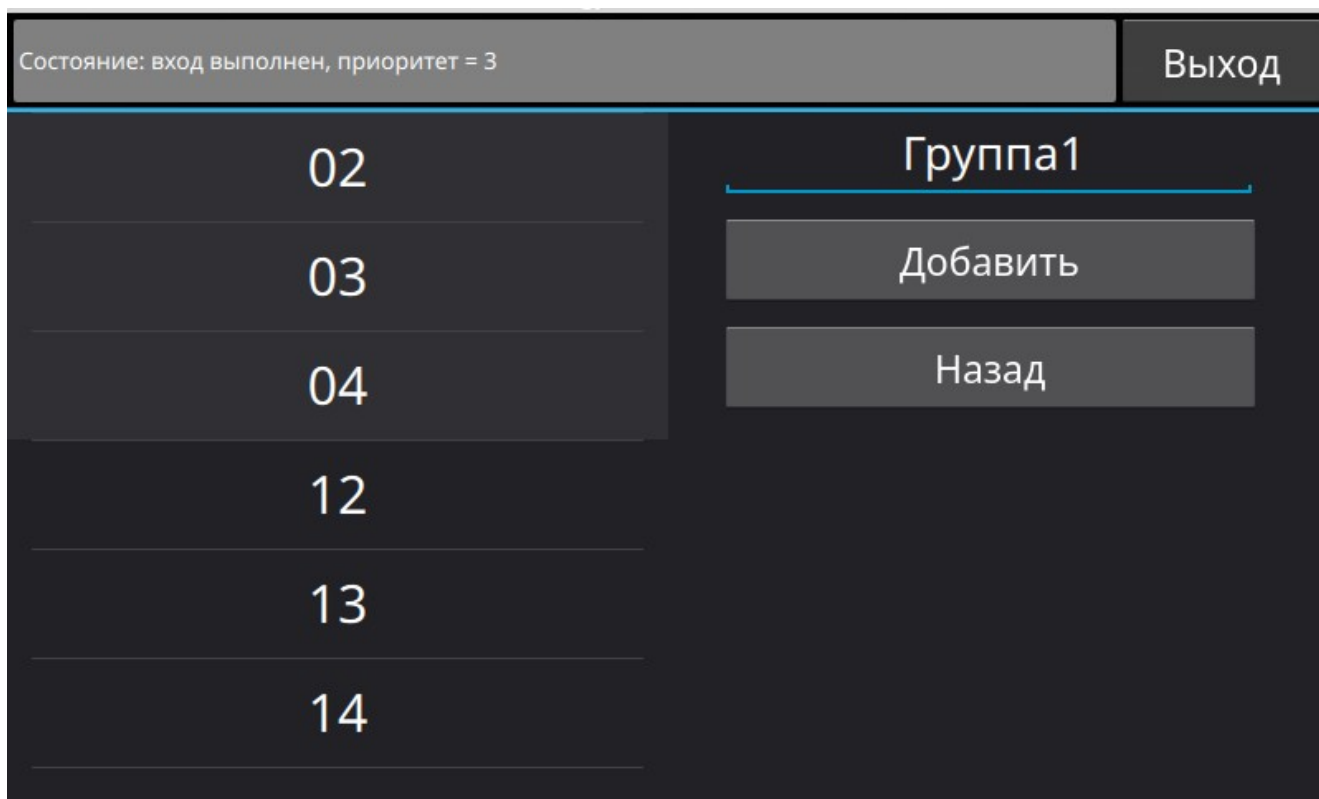 Состояние: вход выполнен, приоритет = 3
Выход
02
03
04
12
13
14
Группа1
Добавить
Назад